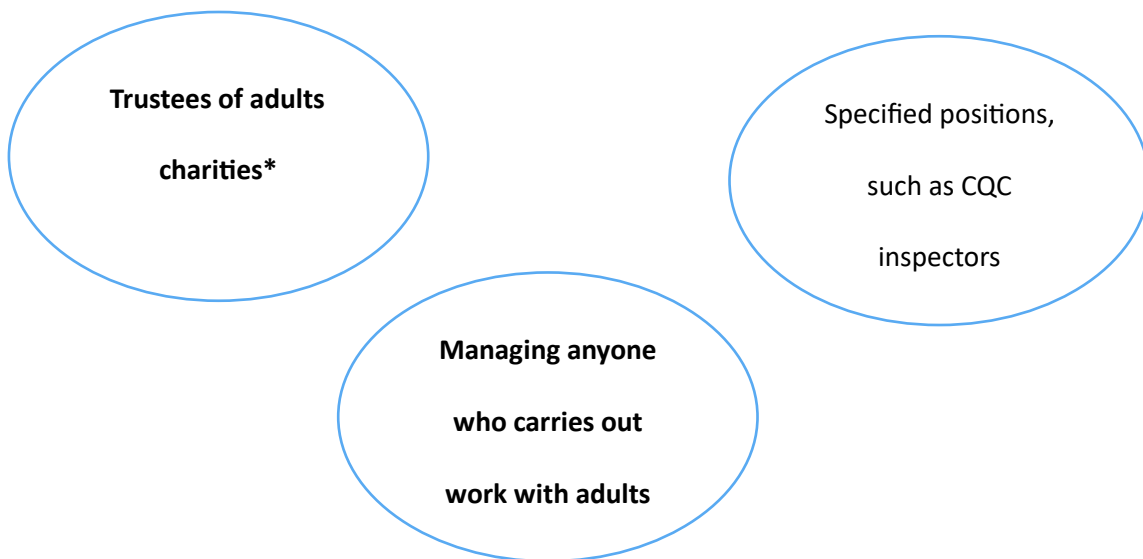 Trustees of adults
charities*
Specified positions,
such as CQC
inspectors
Managing anyone
who carries out
work with adults